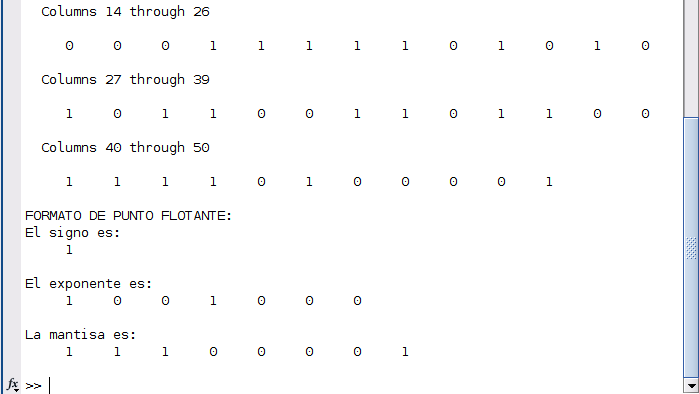 Columns 14 through 26
0 0 0 1 1 1 1 1 0 1 0 1 0
Columns 27 through 39
1 0 1 1 0 0 1 1 0 1 1 0 0
Columns 40 through 50
1 1 1 1 0 1 0 0 0 0 1
FORMATO DE PUNTO FLOTANTE:
El signo es:
1
El exponente es:
1 0 0 1 0 0 0
La mantisa es:
1 1 1 0 0 0 0 1
fx >>